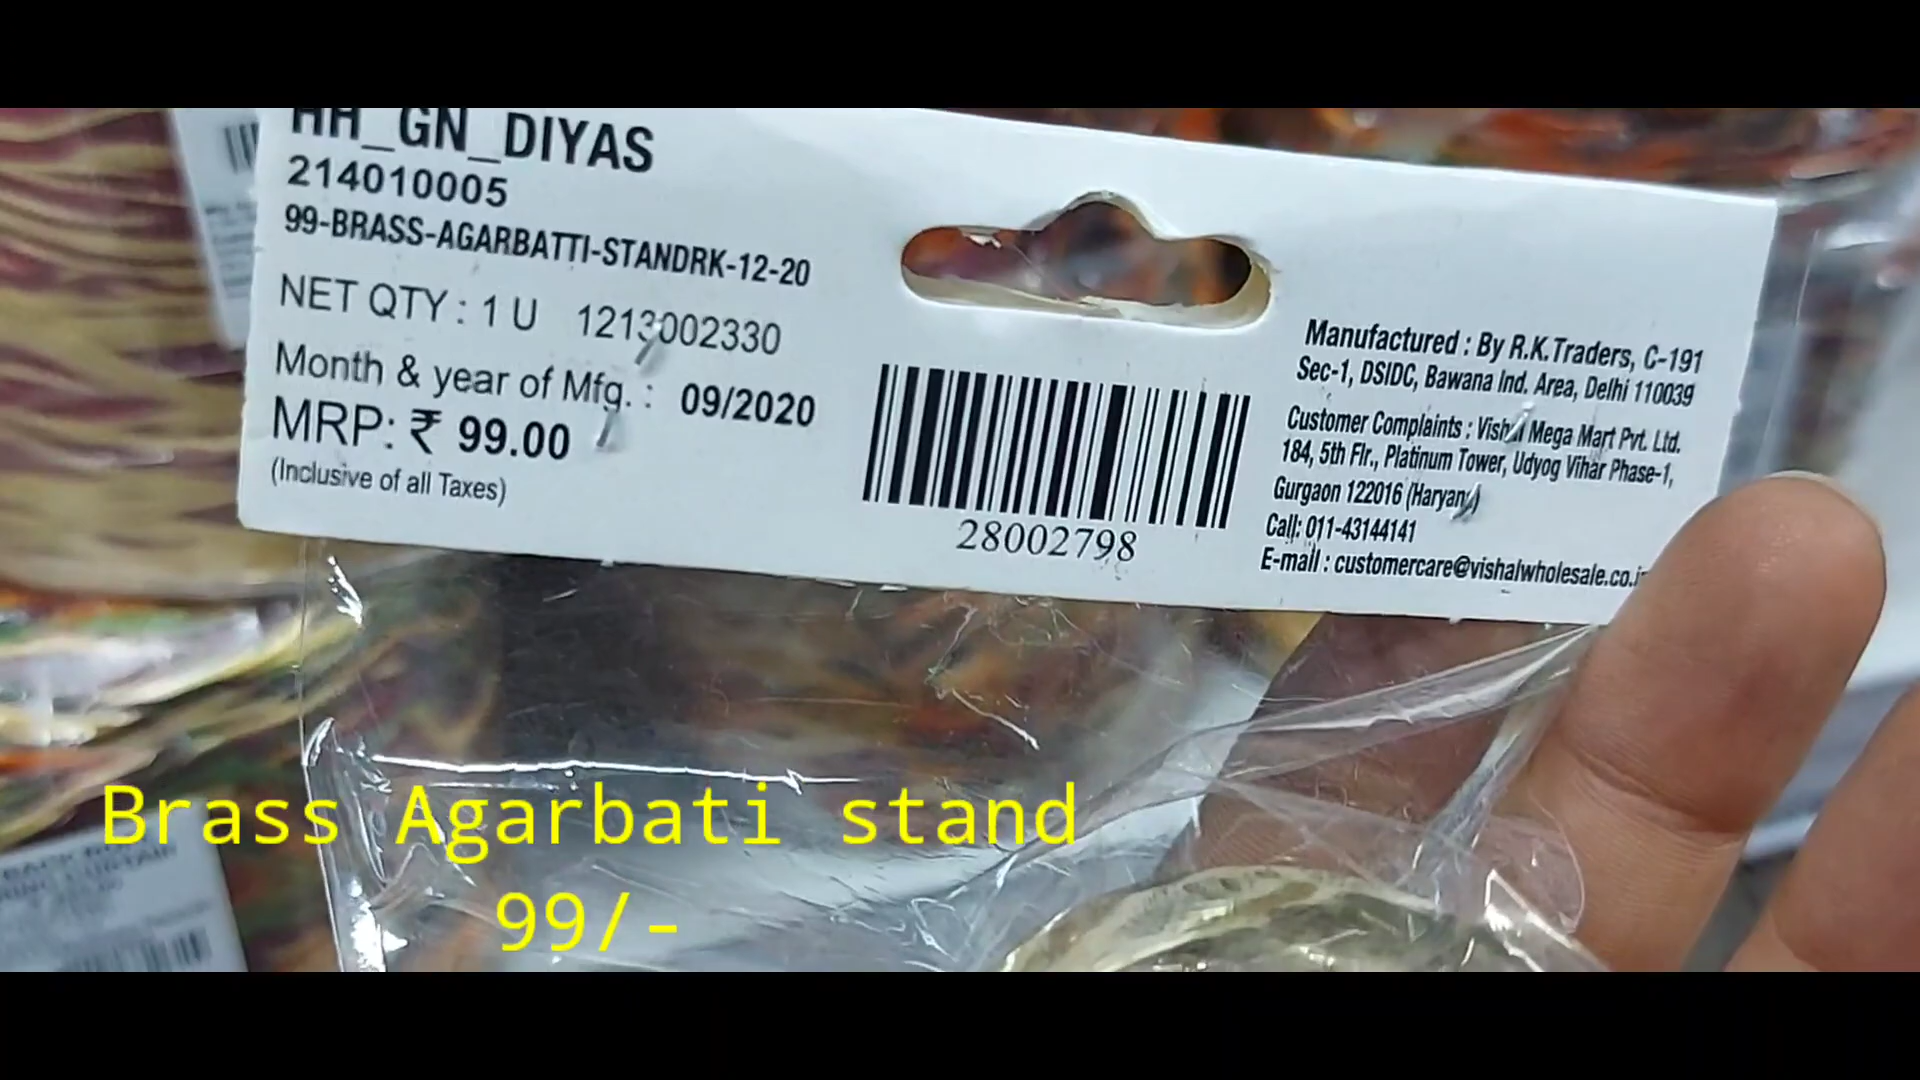 HH_GN_DIYAS
214010005
99-BRASS-AGARBATTI-STANDRK-12-20
NET QTY : 1 U 1213002330
Month & year of Mfg. : 09/2020
MRP: ₹ 99.00
(Inclusive of all Taxes)
28002798
Manufactured : By R.K.Traders, C-191
Sec-1, DSIDC, Bawana Ind. Area, Delhi 110039
Customer Complaints : Vishal Mega Mart Pvt. Ltd.
184, 5th Flr., Platinum Tower, Udyog Vihar Phase-1,
Gurgaon 122016 (Haryana)
Call: 011-43144141
E-mail : customercare@vishalwholesale.co.in
Brass Agarbati stand
99/-